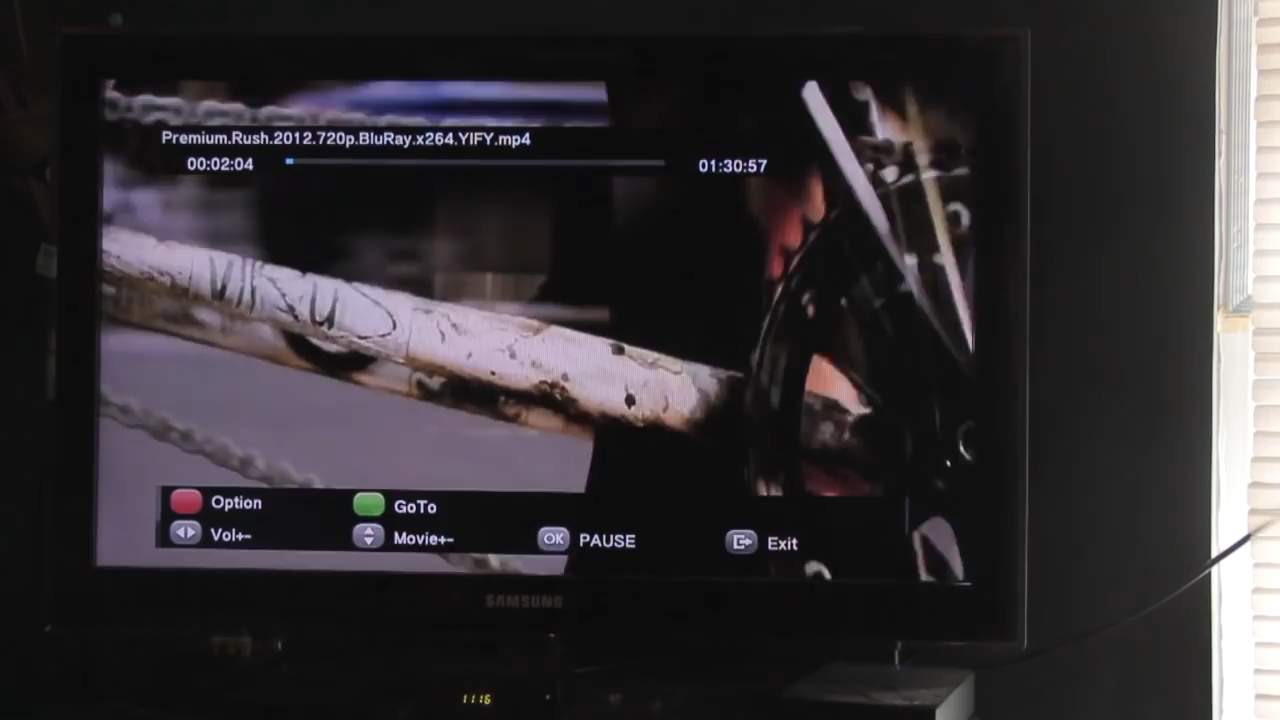 Premium.Rush.2012.720p.BluRay.x264.YIFY.mp4
00:02:04 01:30:57
VIRUS
Option GoTo
Vol+- Movie+- OK PAUSE Exit
SAMSUNG